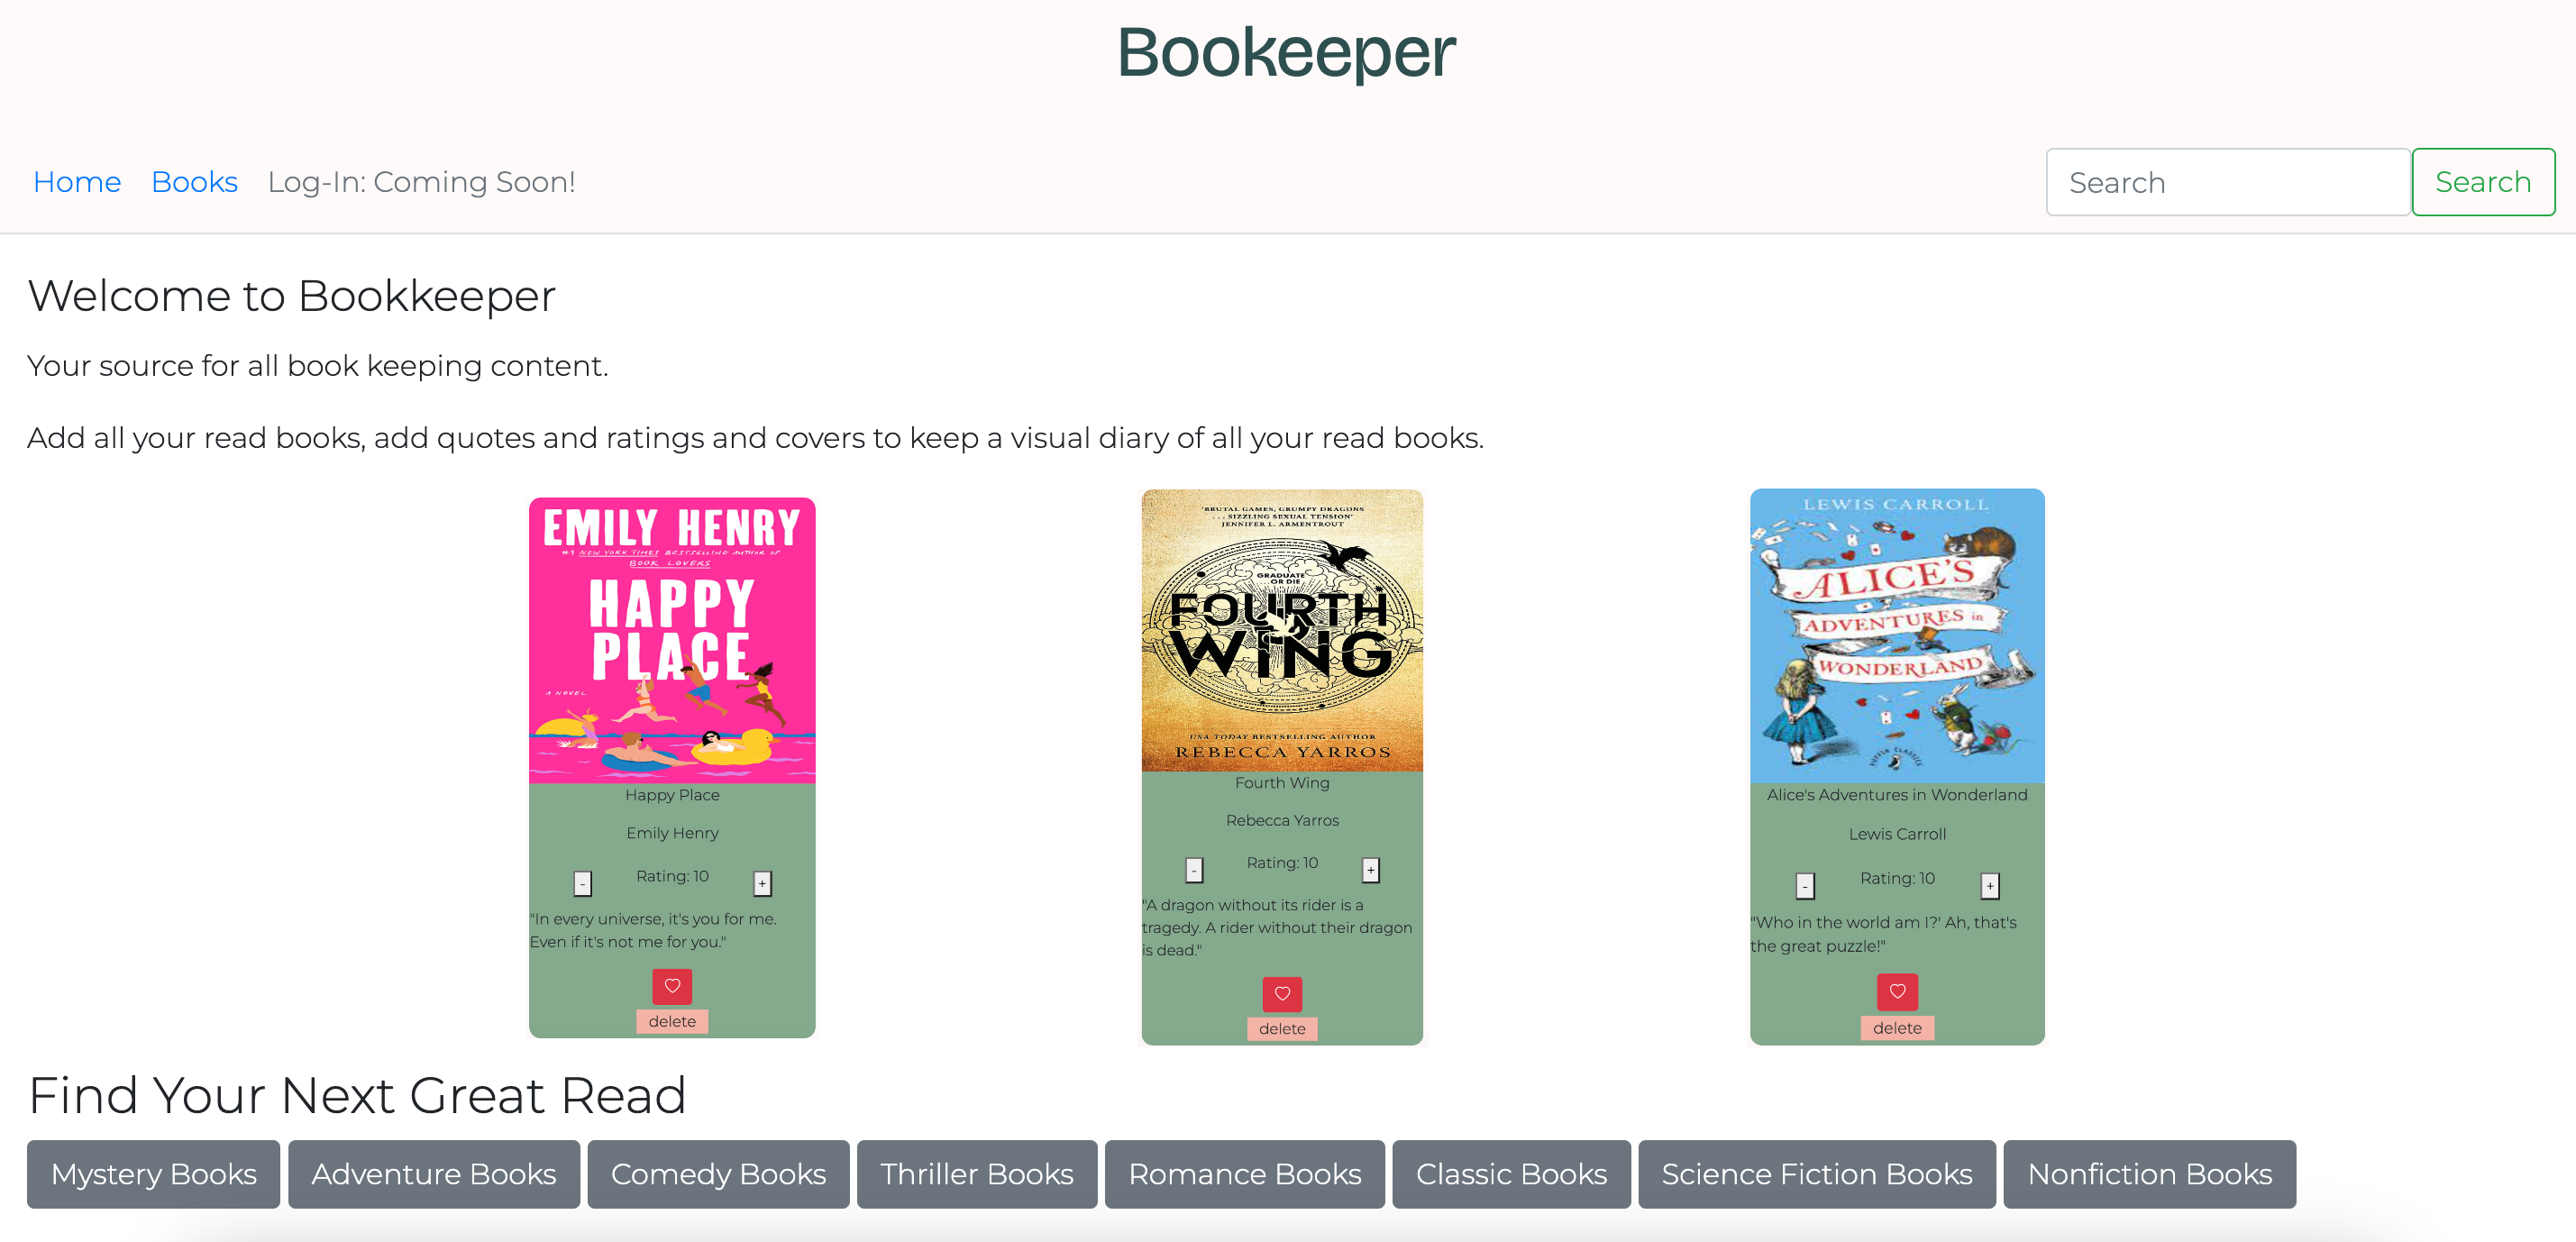 Bookeeper
Home Books Log-In: Coming Soon! Search Search
Welcome to Bookkeeper
Your source for all book keeping content.
Add all your read books, add quotes and ratings and covers to keep a visual diary of all your read books.
EMILY HENRY
#1 NEW YORK TIMES BESTSELLING AUTHOR OF
BOOK LOVERS
HAPPY
PLACE
A NOVEL
Happy Place
Emily Henry
- Rating: 10 +
"In every universe, it's you for me.
Even if it's not me for you."
delete
'BRUTAL GAMES, GRUMPY DRAGONS
. . . SIZZLING SEXUAL TENSION'
JENNIFER L. ARMENTROUT
GRADUATE
OR DIE
FOURTH
WING
USA TODAY BESTSELLING AUTHOR
REBECCA YARROS
Fourth Wing
Rebecca Yarros
- Rating: 10 +
"A dragon without its rider is a
tragedy. A rider without their dragon
is dead."
delete
LEWIS CARROLL
ALICE'S
ADVENTURES in
WONDERLAND
PUFFIN CLASSICS
Alice's Adventures in Wonderland
Lewis Carroll
- Rating: 10 +
"Who in the world am I?' Ah, that's
the great puzzle!"
delete
Find Your Next Great Read
Mystery Books Adventure Books Comedy Books Thriller Books Romance Books Classic Books Science Fiction Books Nonfiction Books